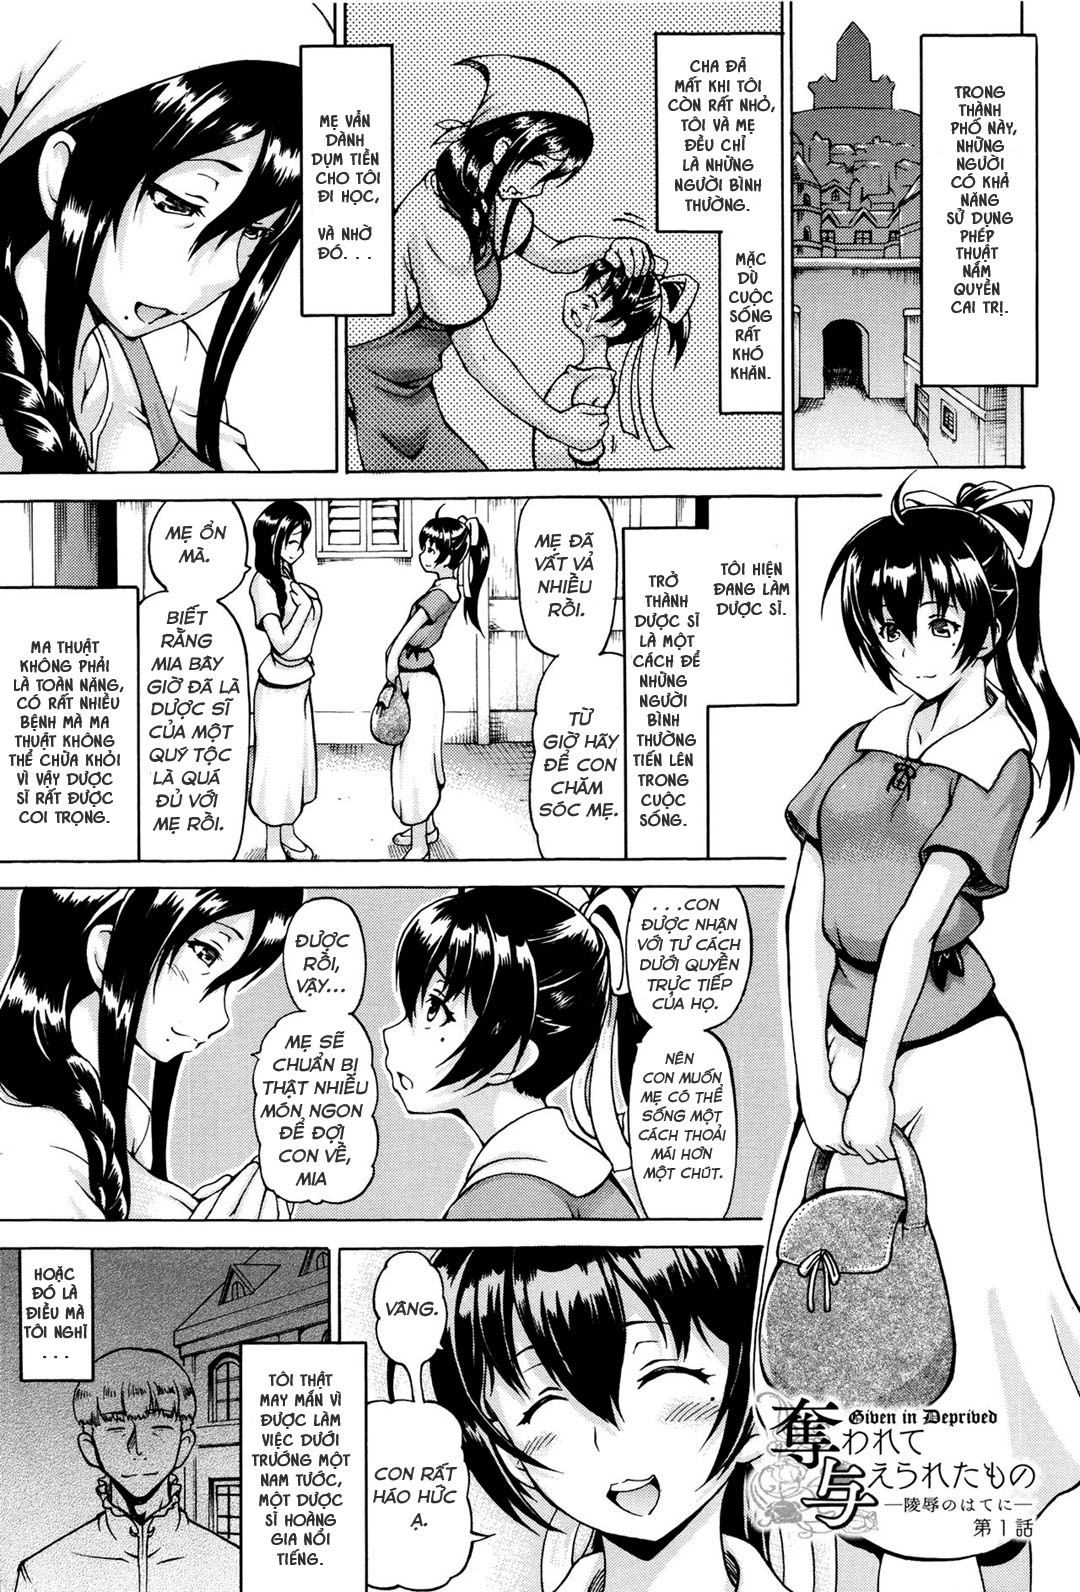 TRONG
THÀNH
PHỐ NÀY,
NHỮNG
NGƯỜI
CÓ KHẢ
NĂNG
SỬ DỤNG
PHÉP
THUẬT
NẮM
QUYỀN
CAI TRỊ.
CHA ĐÃ
MẤT KHI TÔI
CÒN RẤT NHỎ,
TÔI VÀ MẸ
ĐỀU CHỈ
LÀ NHỮNG
NGƯỜI BÌNH
THƯỜNG.
MẶC
DÙ
CUỘC
SỐNG
RẤT
KHÓ
KHĂN.
MẸ VẪN
DÀNH
DỤM TIỀN
CHO TÔI
ĐI HỌC,
VÀ NHỜ
ĐÓ. . .
TÔI HIỆN
ĐANG LÀM
DƯỢC SĨ.
TRỞ
THÀNH
DƯỢC SĨ
LÀ MỘT
CÁCH ĐỂ
NHỮNG
NGƯỜI
BÌNH
THƯỜNG
TIẾN LÊN
TRONG
CUỘC
SỐNG.
MẸ ĐÃ
VẤT VẢ
NHIỀU
RỒI.
TỪ
GIỜ HÃY
ĐỂ CON
CHĂM
SÓC MẸ.
MẸ ỔN
MÀ.
BIẾT
RẰNG
MIA BÂY
GIỜ ĐÃ LÀ
DƯỢC SĨ
CỦA MỘT
QUÝ TỘC
LÀ QUÁ
ĐỦ VỚI
MẸ RỒI.
MA THUẬT
KHÔNG PHẢI
LÀ TOÀN NĂNG,
CÓ RẤT NHIỀU
BỆNH MÀ MA
THUẬT KHÔNG
THỂ CHỮA KHỎI
VÌ VẬY DƯỢC
SĨ RẤT ĐƯỢC
COI TRỌNG.
. . .CON
ĐƯỢC NHẬN
VỚI TƯ CÁCH
DƯỚI QUYỀN
TRỰC TIẾP
CỦA HỌ.
NÊN
CON MUỐN
MẸ CÓ THỂ
SỐNG MỘT
CÁCH THOẢI
MÁI HƠN
MỘT CHÚT.
ĐƯỢC
RỒI,
VẬY...
MẸ SẼ
CHUẨN BỊ
THẬT NHIỀU
MÓN NGON
ĐỂ ĐỢI
CON VỀ,
MIA
VÂNG.
CON RẤT
HÁO HỨC
Ạ.
TÔI THẬT
MAY MẮN VÌ
ĐƯỢC LÀM
VIỆC DƯỚI
TRƯỚNG MỘT
NAM TƯỚC,
MỘT DƯỢC
SĨ HOÀNG
GIA NỔI
TIẾNG.
HOẶC
ĐÓ LÀ
ĐIỀU MÀ
TÔI NGHĨ
. . .
Given in Deprived
奪われて
与えられたもの
―陵辱のはてに―
第1話